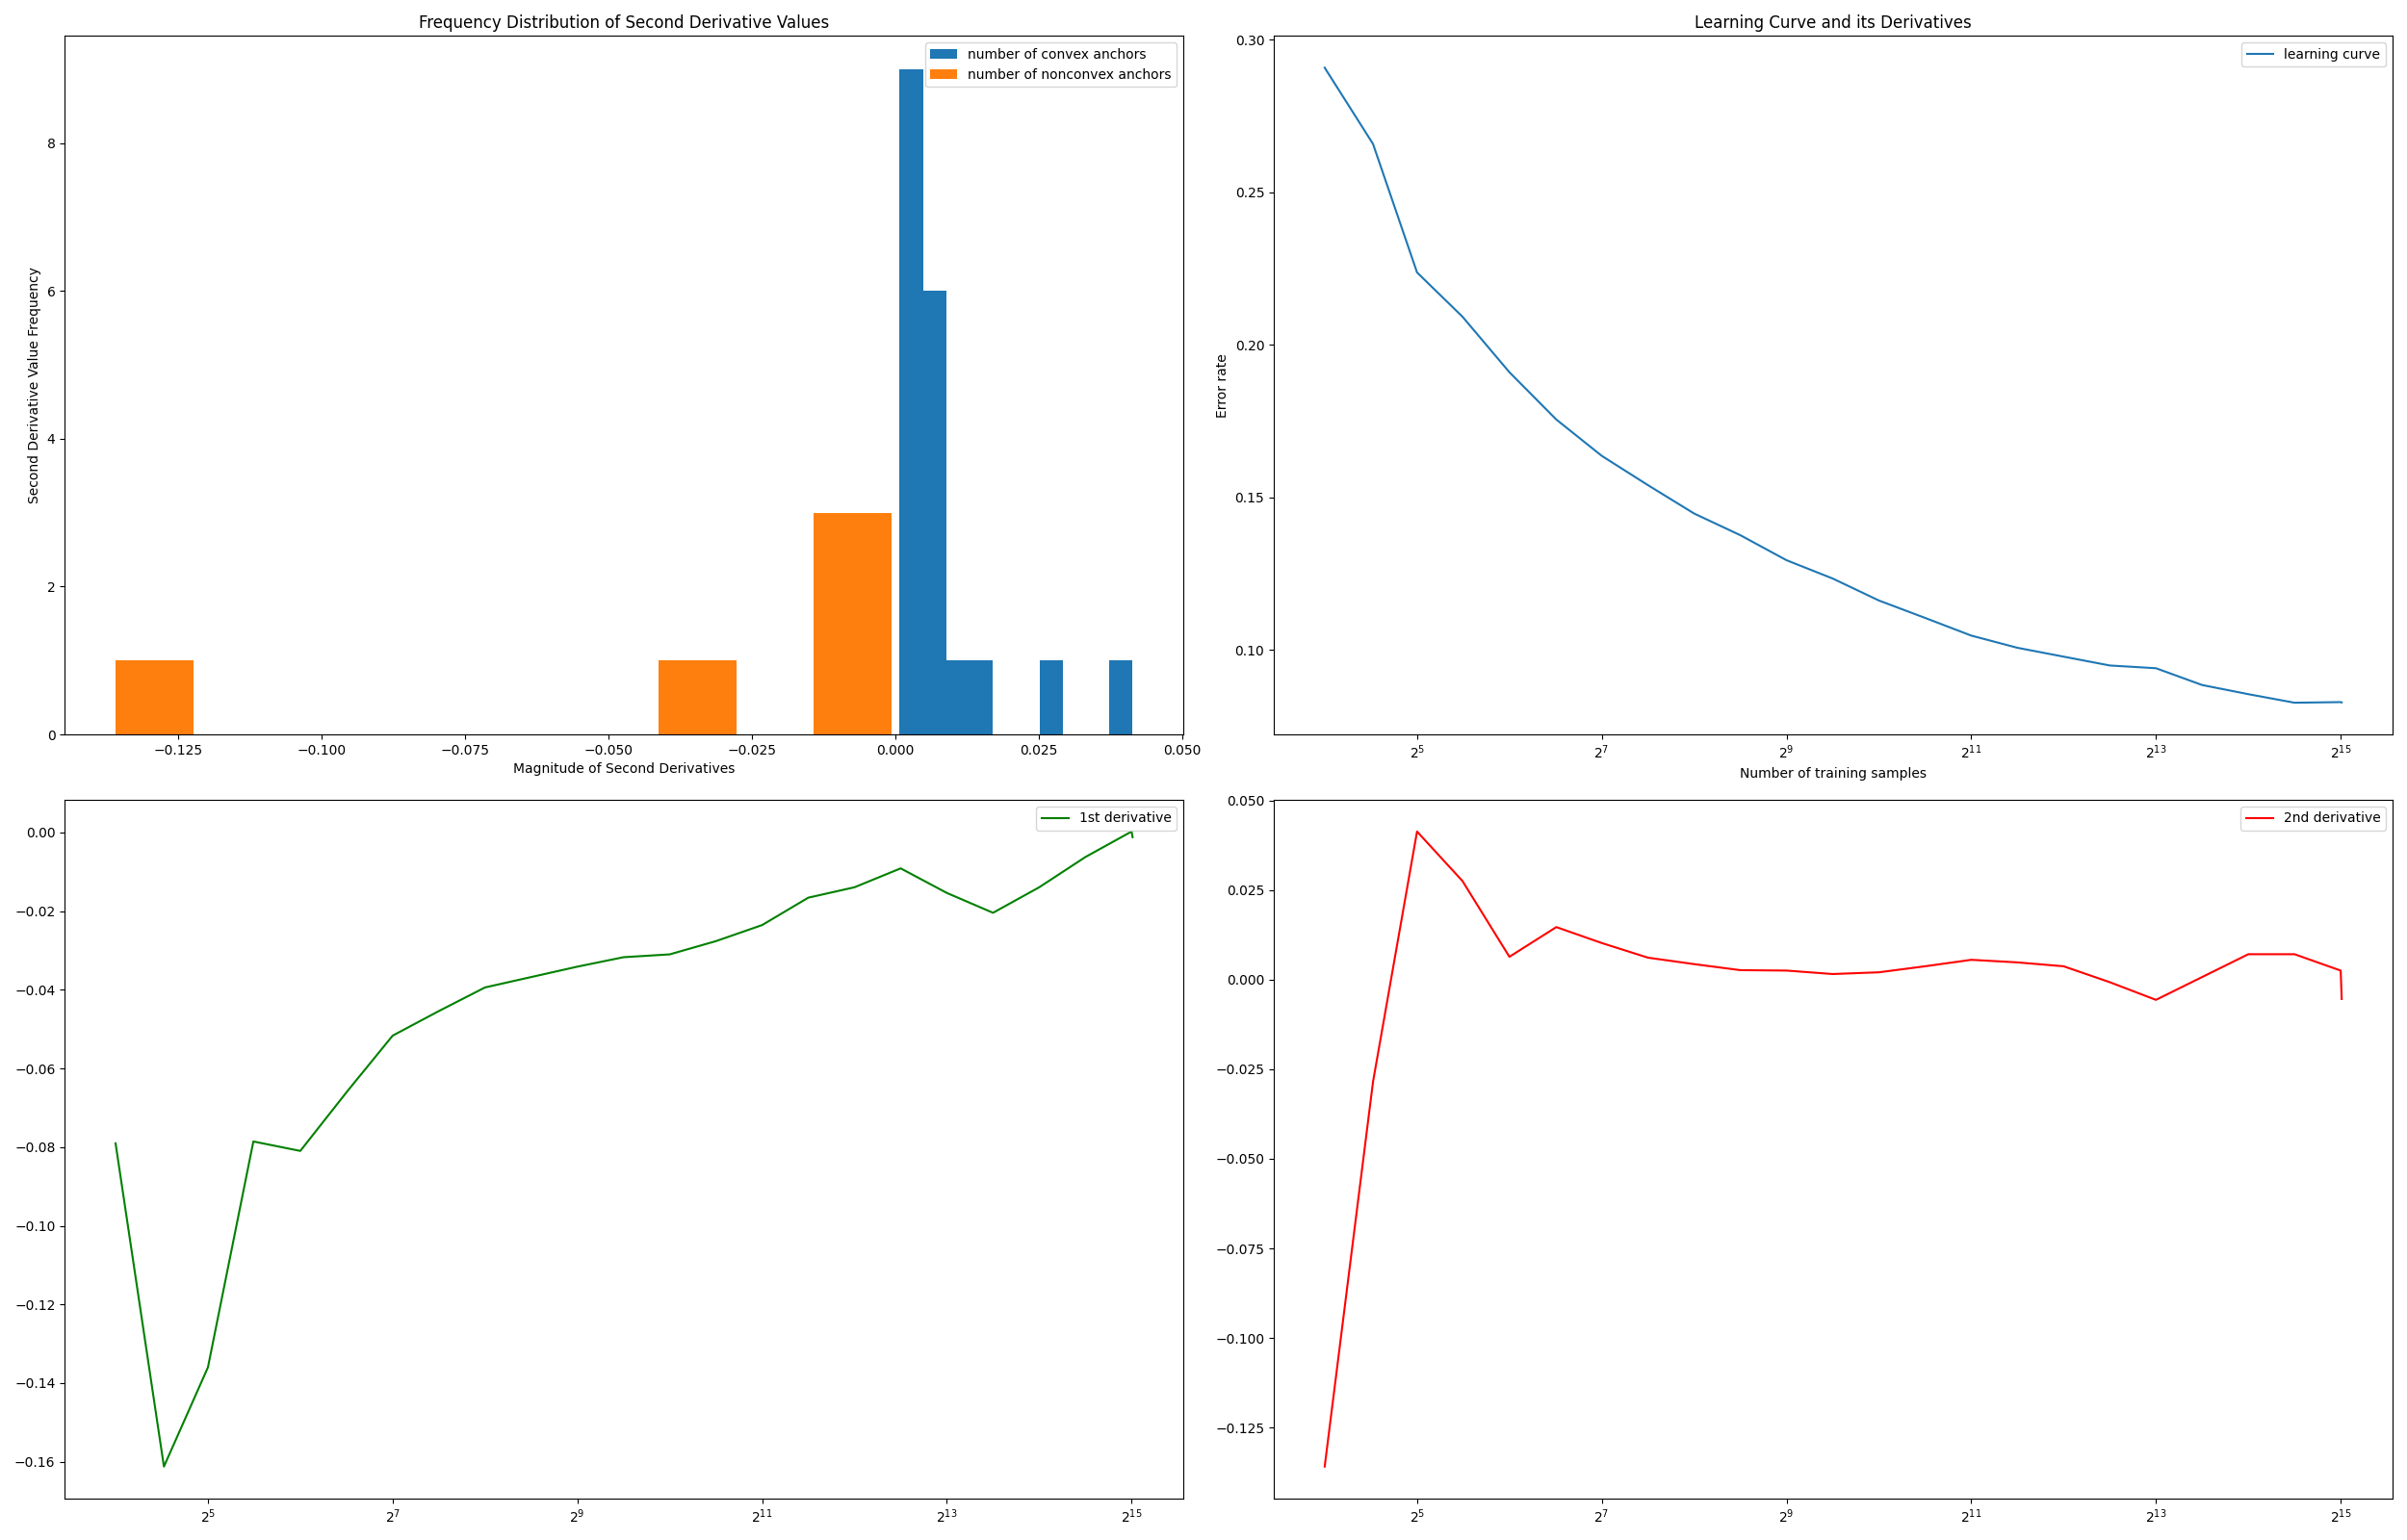 Frequency Distribution of Second Derivative Values
number of convex anchors
number of nonconvex anchors
Second Derivative Value Frequency
8
6
4
2
0
−0.125 −0.100 −0.075 −0.050 −0.025 0.000 0.025 0.050
Magnitude of Second Derivatives
Learning Curve and its Derivatives
learning curve
Error rate
0.30
0.25
0.20
0.15
0.10
2^5 2^7 2^9 2^11 2^13 2^15
Number of training samples
1st derivative
0.00
−0.02
−0.04
−0.06
−0.08
−0.10
−0.12
−0.14
−0.16
2^5 2^7 2^9 2^11 2^13 2^15
2nd derivative
0.050
0.025
0.000
−0.025
−0.050
−0.075
−0.100
−0.125
2^5 2^7 2^9 2^11 2^13 2^15